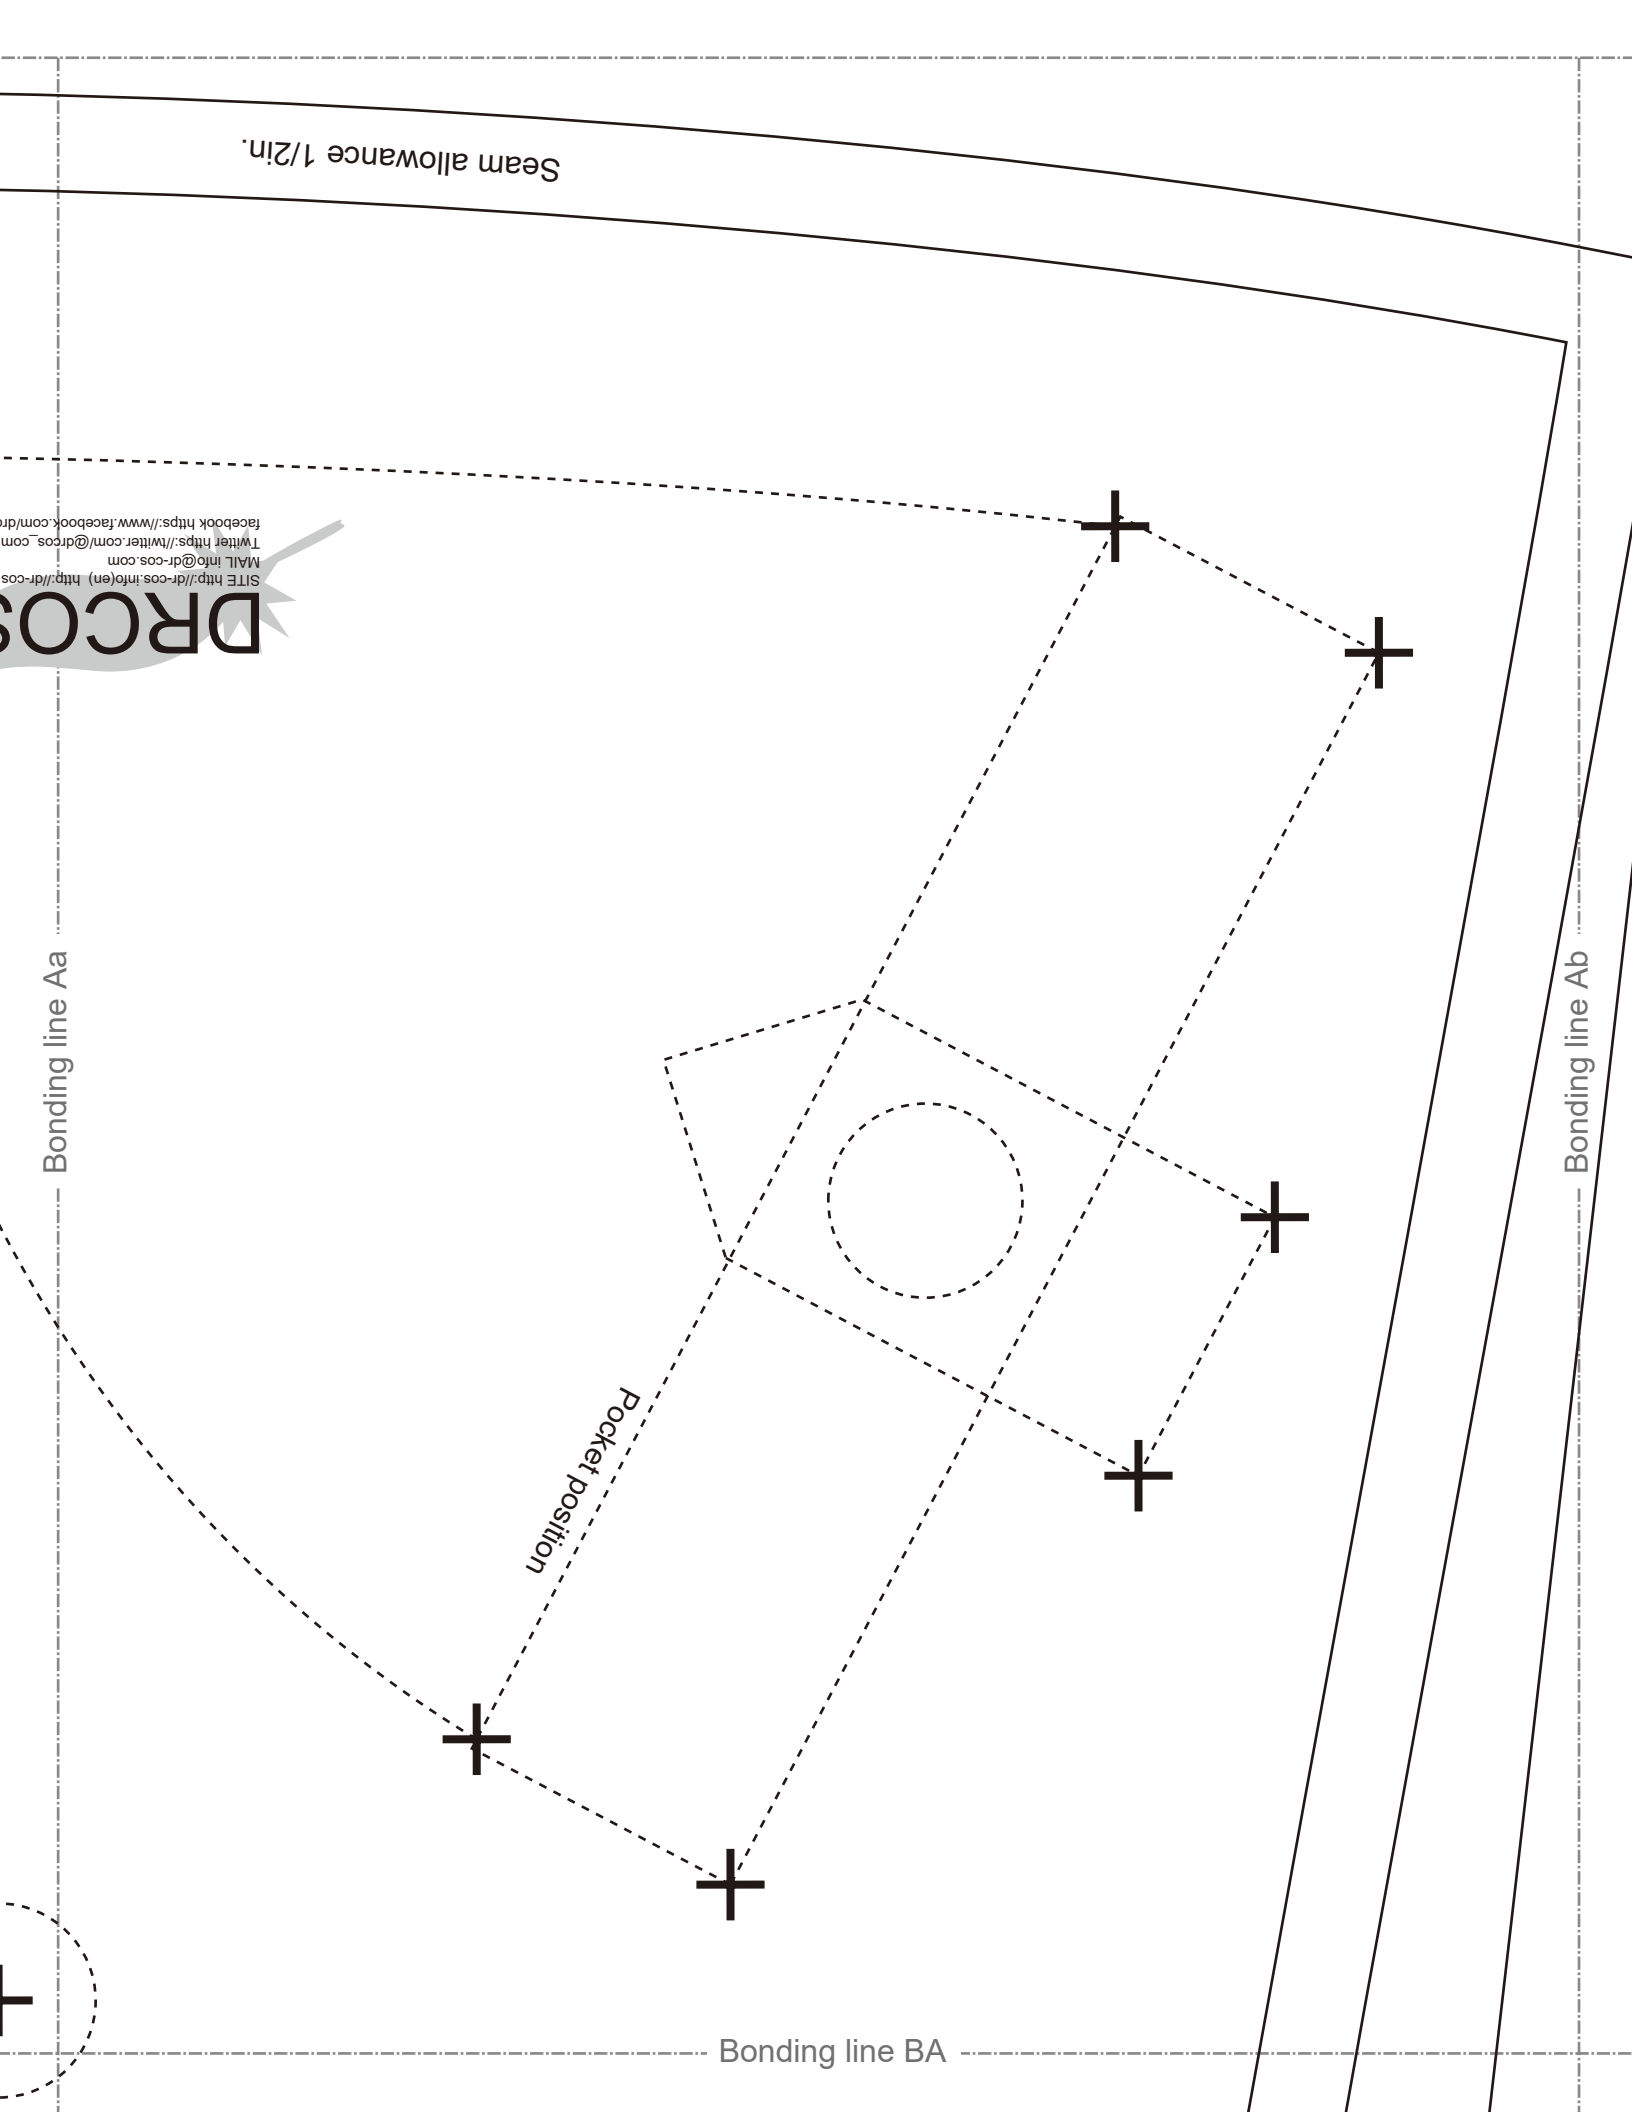 Seam allowance 1/2in.
DRCOS
SITE http://dr-cos.info(en) http://dr-cos
MAIL info@dr-cos.com
Twitter https://twitter.com/@drcos_com
facebook https://www.facebook.com/dr
Bonding line Aa
Bonding line Ab
Pocket position
Bonding line BA